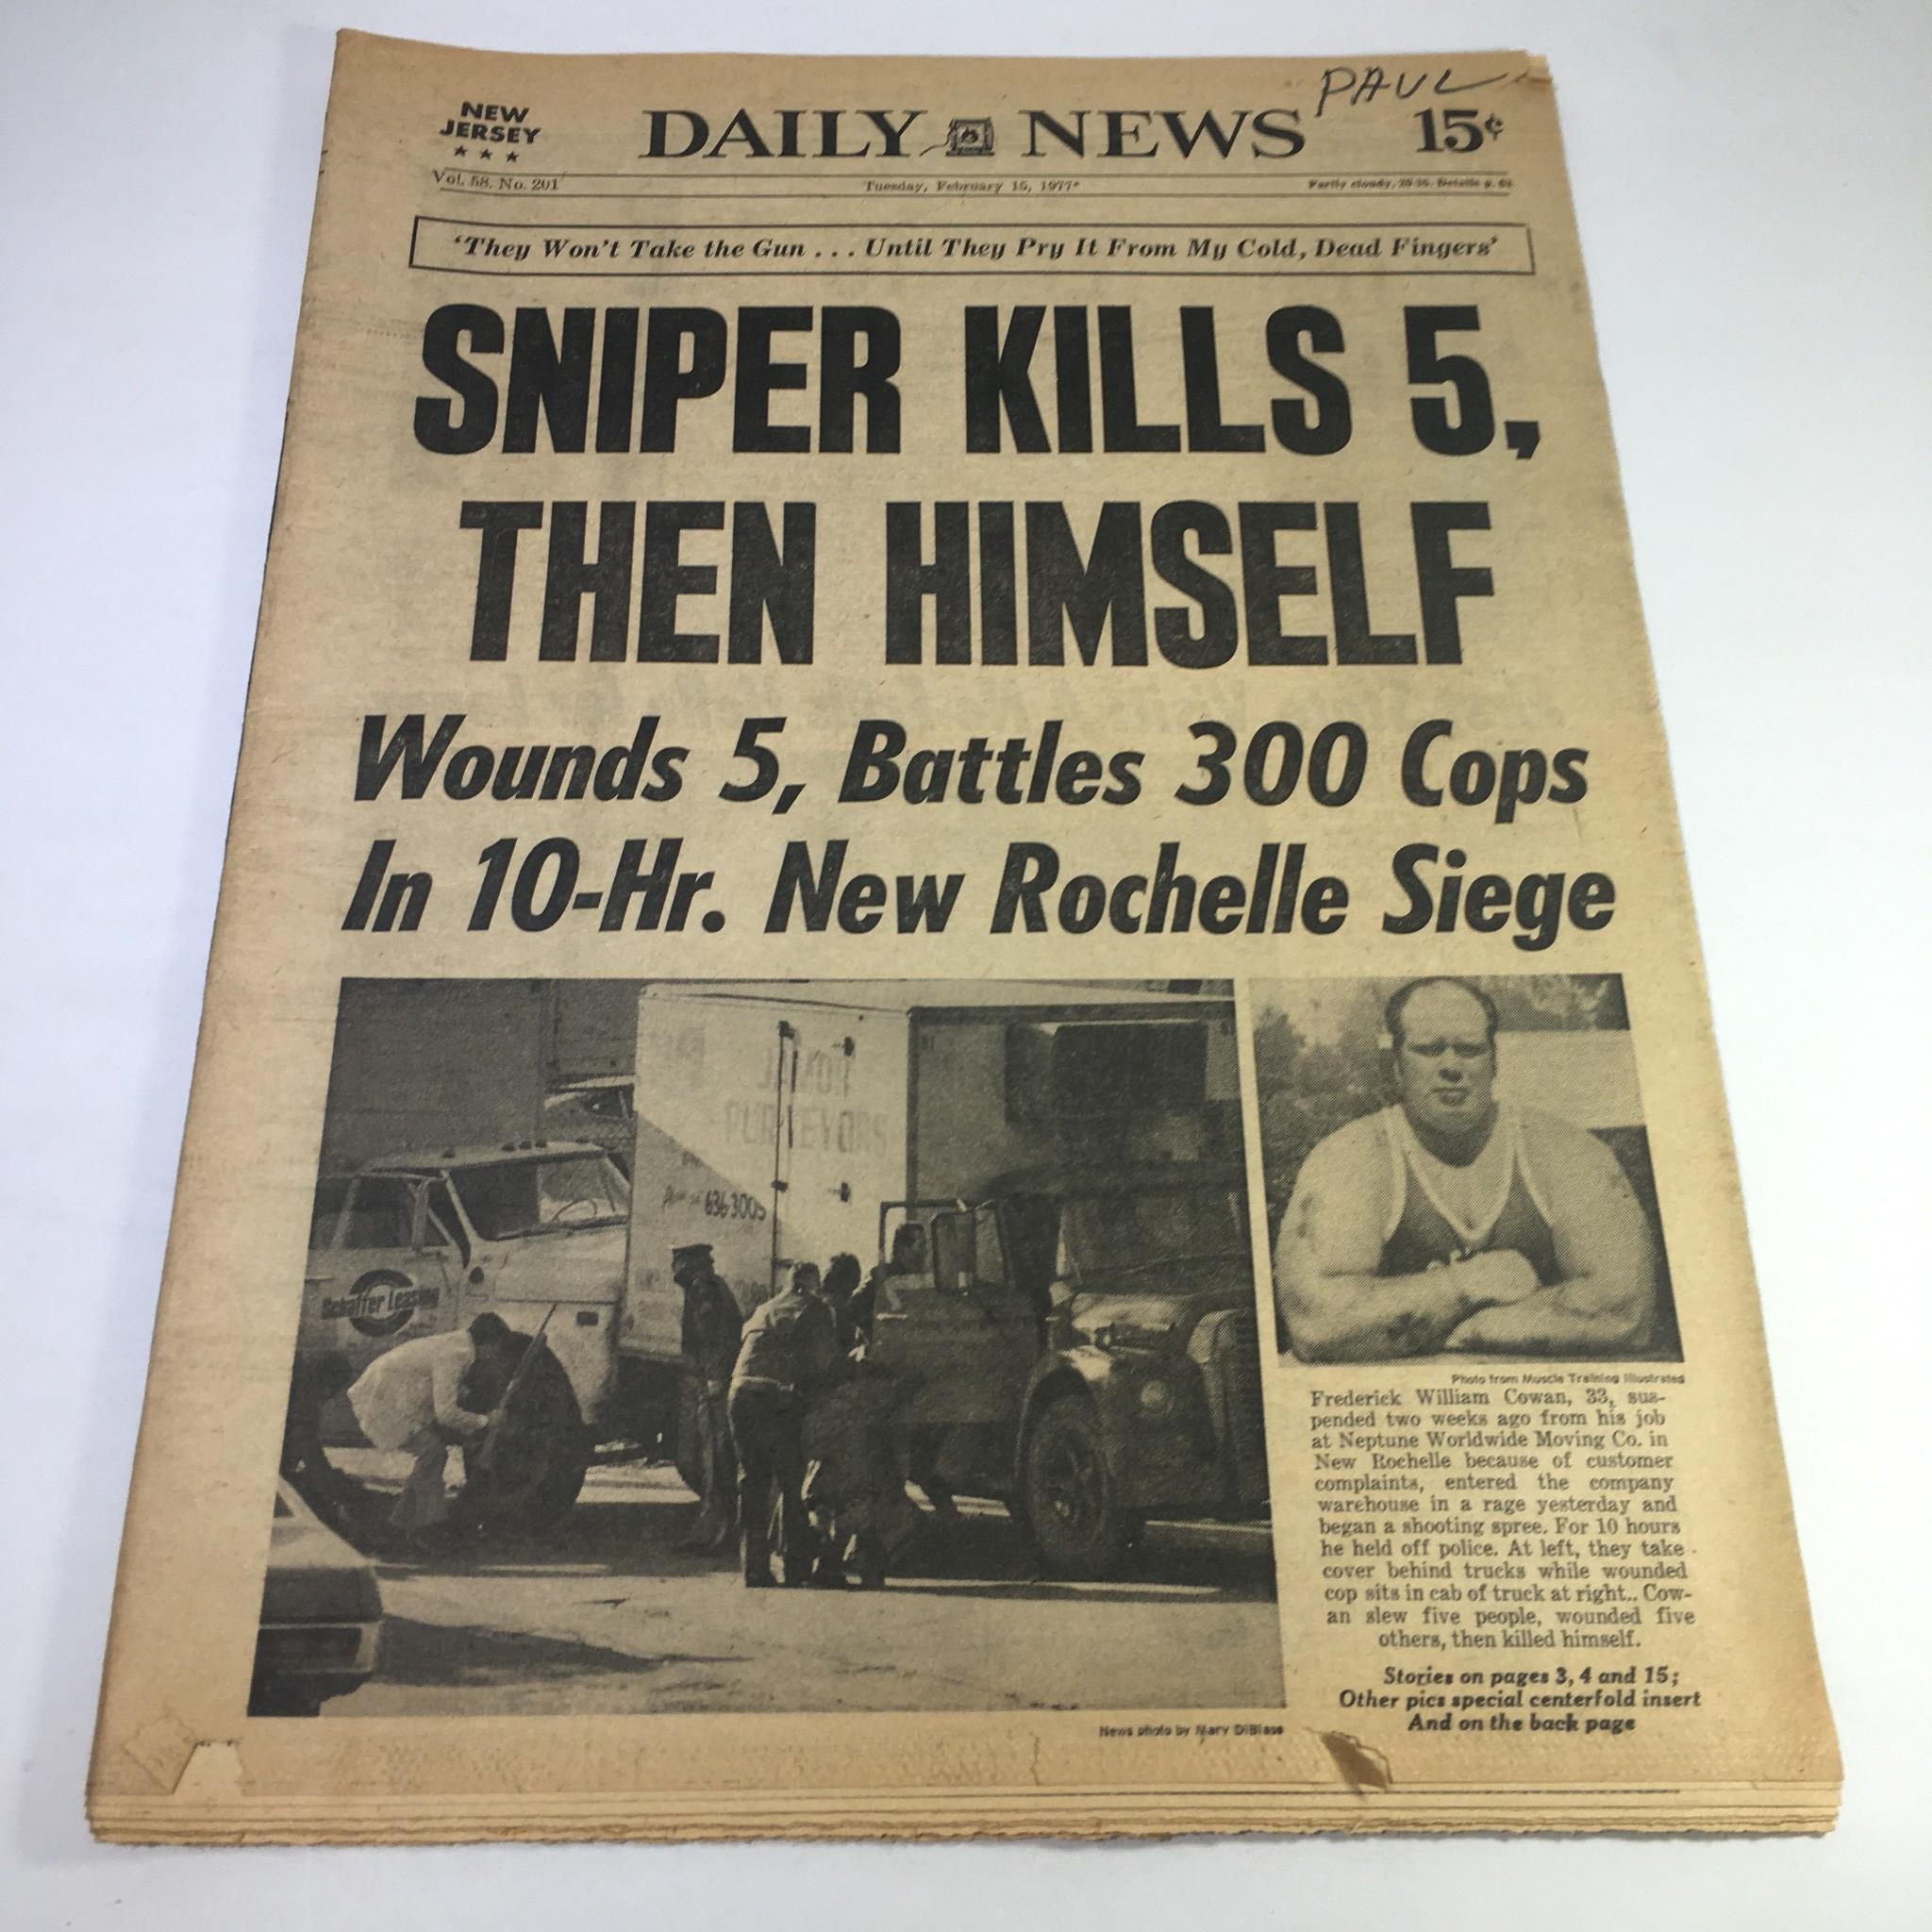 PAUL
NEW
JERSEY
★ ★ ★
DAILY NEWS
15¢
Vol. 58. No. 201
Tuesday, February 15, 1977*
Partly cloudy, Details p.
‘They Won't Take the Gun . . . Until They Pry It From My Cold, Dead Fingers’
SNIPER KILLS 5,
THEN HIMSELF
Wounds 5, Battles 300 Cops
In 10-Hr. New Rochelle Siege
PURVEYORS
636-3005
Schaffer Leasing
Photo from Muscle Training Illustrated
Frederick William Cowan, 33, sus-
pended two weeks ago from his job
at Neptune Worldwide Moving Co. in
New Rochelle because of customer
complaints, entered the company
warehouse in a rage yesterday and
began a shooting spree. For 10 hours
he held off police. At left, they take
cover behind trucks while wounded
cop sits in cab of truck at right.. Cow-
an slew five people, wounded five
others, then killed himself.
Stories on pages 3, 4 and 15;
Other pics special centerfold insert
And on the back page
News photo by Mary DiBiase